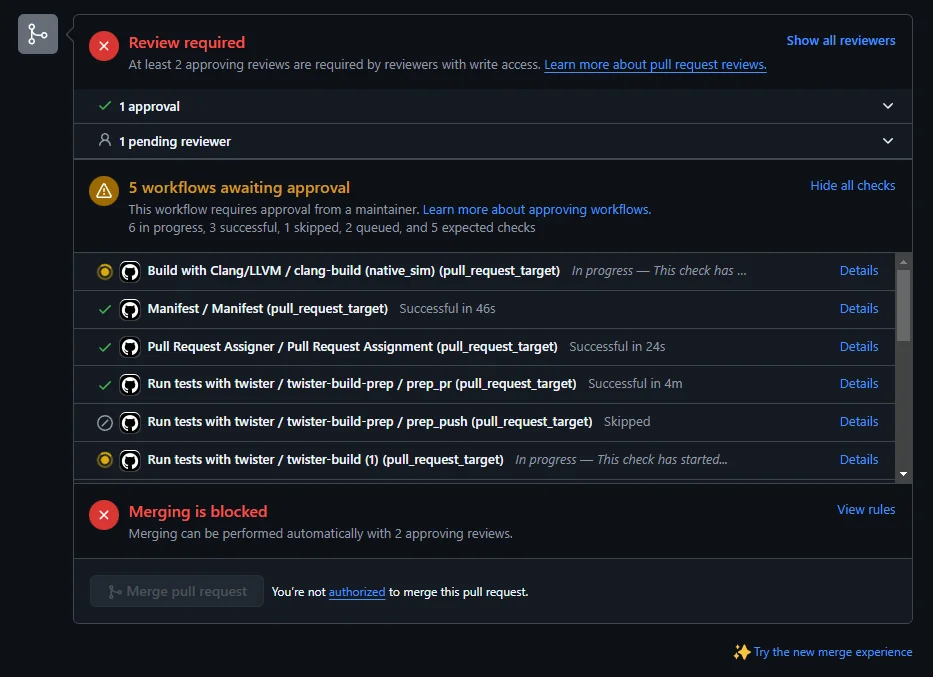 Review required
Show all reviewers
At least 2 approving reviews are required by reviewers with write access. Learn more about pull request reviews.
1 approval
1 pending reviewer
5 workflows awaiting approval
Hide all checks
This workflow requires approval from a maintainer. Learn more about approving workflows.
6 in progress, 3 successful, 1 skipped, 2 queued, and 5 expected checks
Build with Clang/LLVM / clang-build (native_sim) (pull_request_target) In progress — This check has ... Details
Manifest / Manifest (pull_request_target) Successful in 46s Details
Pull Request Assigner / Pull Request Assignment (pull_request_target) Successful in 24s Details
Run tests with twister / twister-build-prep / prep_pr (pull_request_target) Successful in 4m Details
Run tests with twister / twister-build-prep / prep_push (pull_request_target) Skipped Details
Run tests with twister / twister-build (1) (pull_request_target) In progress — This check has started... Details
Merging is blocked
View rules
Merging can be performed automatically with 2 approving reviews.
Merge pull request You're not authorized to merge this pull request.
Try the new merge experience